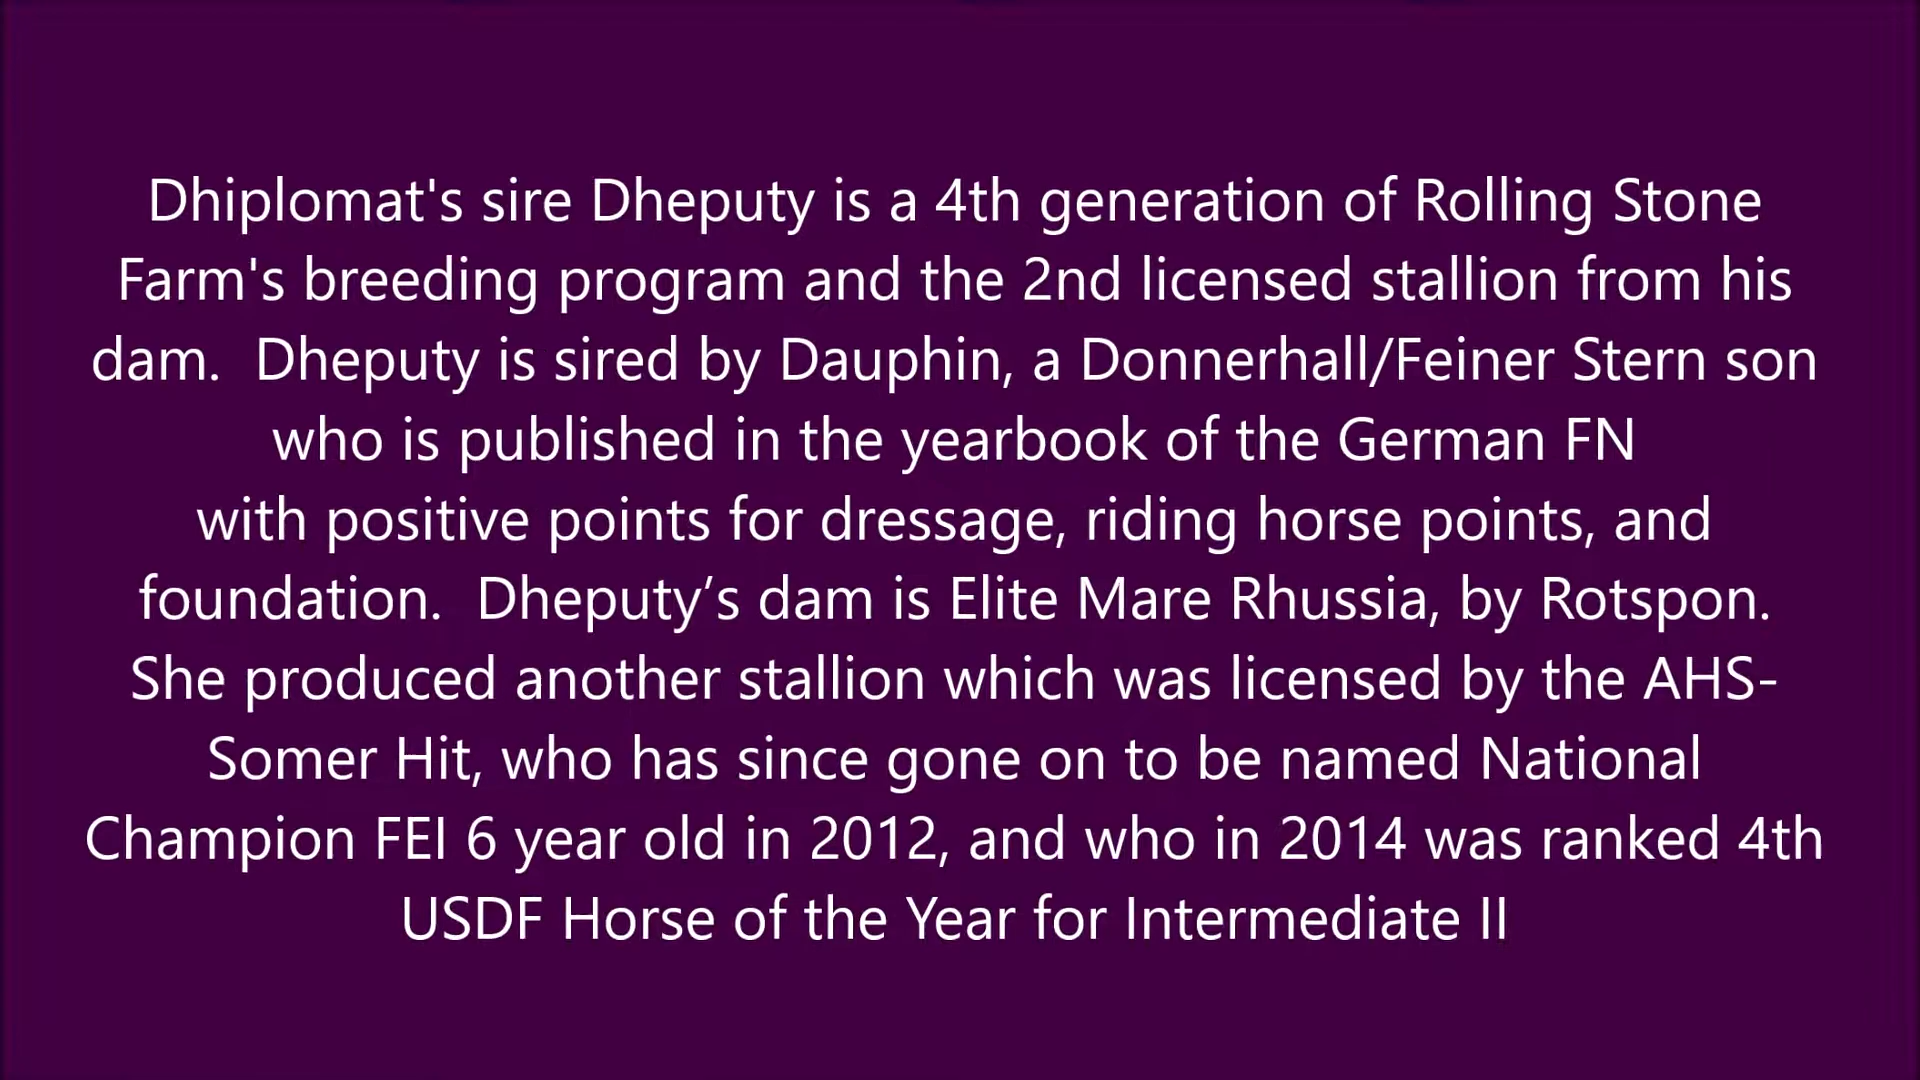 Dhiplomat's sire Dheputy is a 4th generation of Rolling Stone
Farm's breeding program and the 2nd licensed stallion from his
dam.  Dheputy is sired by Dauphin, a Donnerhall/Feiner Stern son
who is published in the yearbook of the German FN
with positive points for dressage, riding horse points, and
foundation.  Dheputy’s dam is Elite Mare Rhussia, by Rotspon.
She produced another stallion which was licensed by the AHS-
Somer Hit, who has since gone on to be named National
Champion FEI 6 year old in 2012, and who in 2014 was ranked 4th
USDF Horse of the Year for Intermediate II